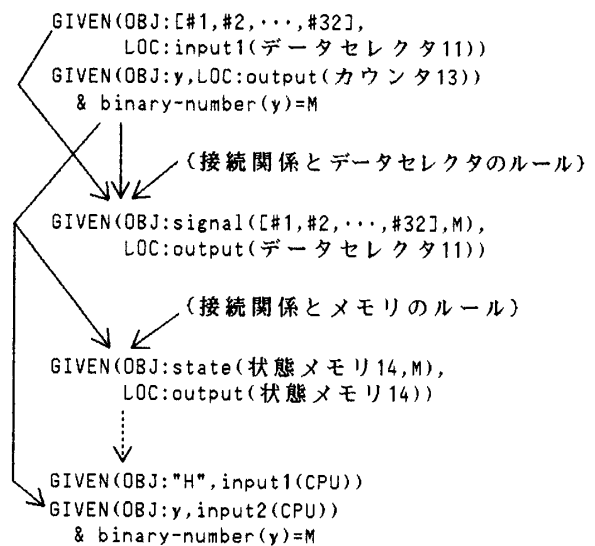 GIVEN(OBJ:[#1,#2,···,#32],
LOC:input1(データセレクタ11))
GIVEN(OBJ:y,LOC:output(カウンタ13))
& binary-number(y)=M
(接続関係とデータセレクタのルール)
GIVEN(OBJ:signal([#1,#2,···,#32],M),
LOC:output(データセレクタ11))
(接続関係とメモリのルール)
GIVEN(OBJ:state(状態メモリ14,M),
LOC:output(状態メモリ14))
GIVEN(OBJ:"H",input1(CPU))
GIVEN(OBJ:y,input2(CPU))
& binary-number(y)=M